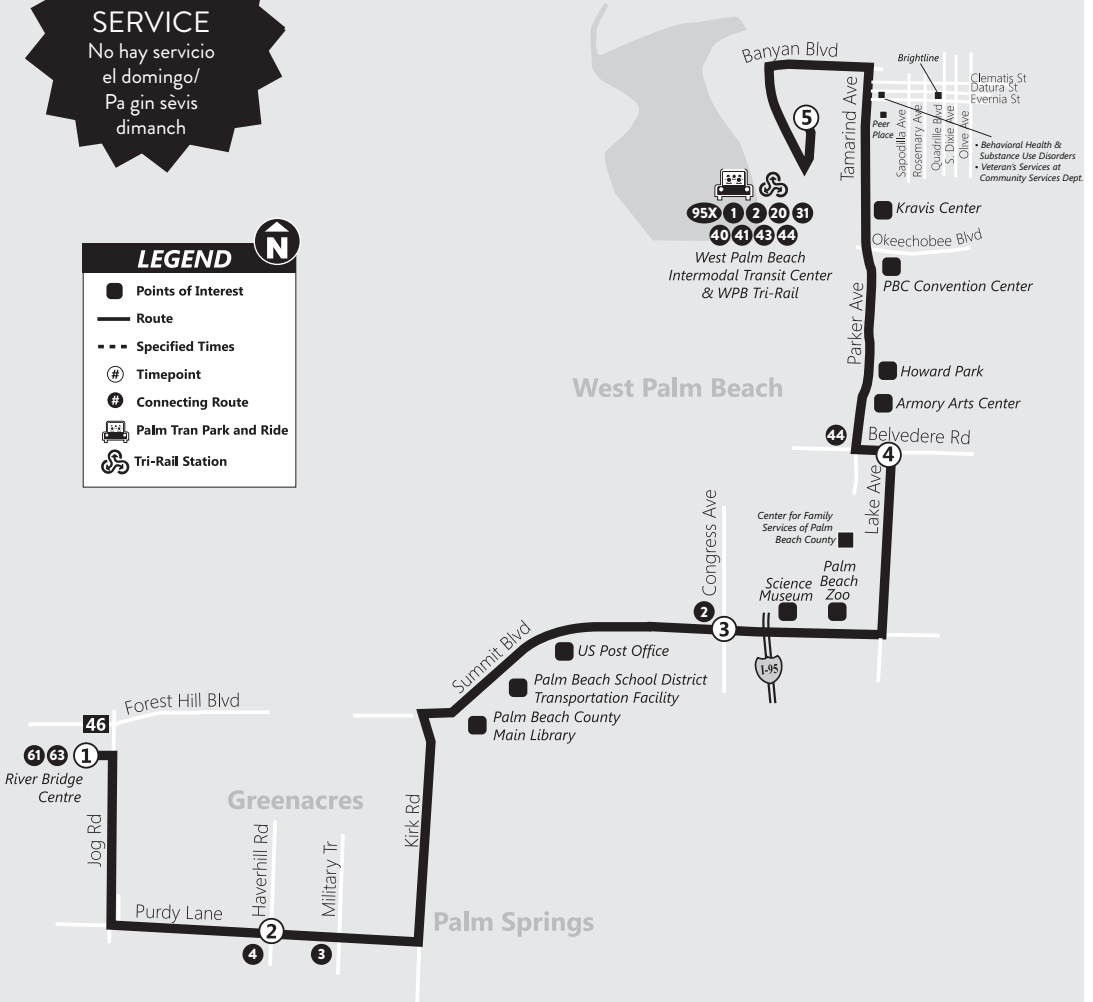 SERVICE
No hay servicio
el domingo/
Pa gin sèvis
dimanch
LEGEND
N
Points of Interest
Route
Specified Times
# Timepoint
# Connecting Route
Palm Tran Park and Ride
Tri-Rail Station
Banyan Blvd
Brightline
Clematis St
Datura St
Evernia St
Tamarind Ave
5
Peer
Place
Sapodilla Ave
Rosemary Ave
Quadrille Blvd
S. Dixie Ave
Olive Ave
• Behavioral Health &
Substance Use Disorders
• Veteran's Services at
Community Services Dept.
95X 1 2 20 31
40 41 43 44
West Palm Beach
Intermodal Transit Center
& WPB Tri-Rail
Kravis Center
Okeechobee Blvd
PBC Convention Center
Parker Ave
Howard Park
Armory Arts Center
West Palm Beach
44
Belvedere Rd
4
Lake Ave
Congress Ave
Center for Family
Services of Palm
Beach County
Science
Museum
Palm
Beach
Zoo
2
3
I-95
Summit Blvd
US Post Office
Palm Beach School District
Transportation Facility
Palm Beach County
Main Library
Forest Hill Blvd
46
61 63 1
River Bridge
Centre
Greenacres
Jog Rd
Haverhill Rd
Military Tr
Kirk Rd
Purdy Lane
2
4
3
Palm Springs